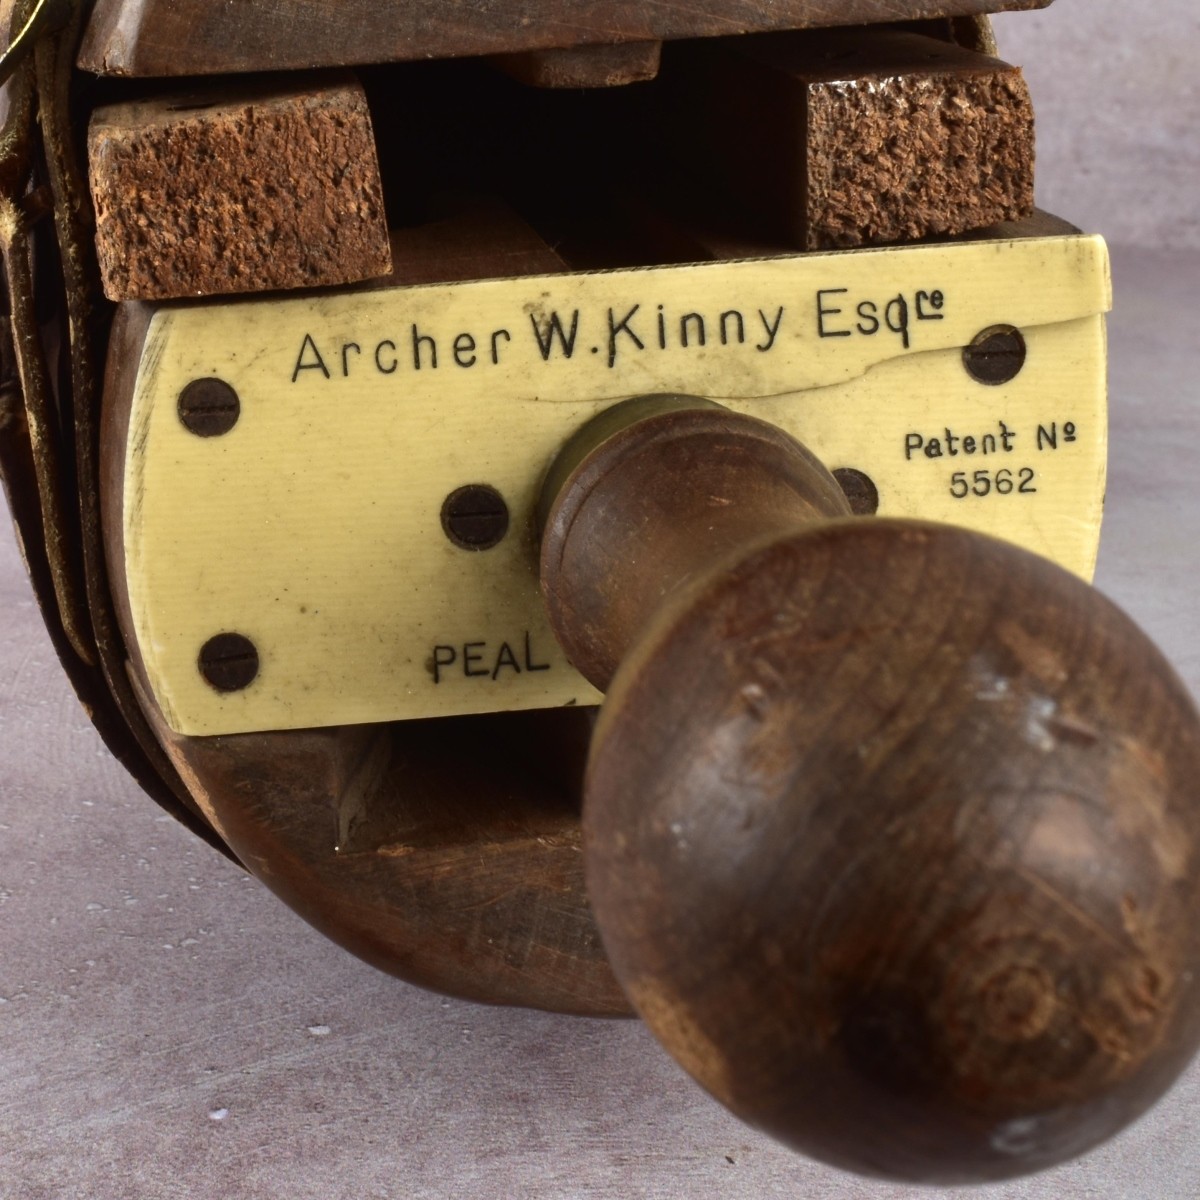 Archer W. Kinny Esqre
Patent Nº
5562
PEAL